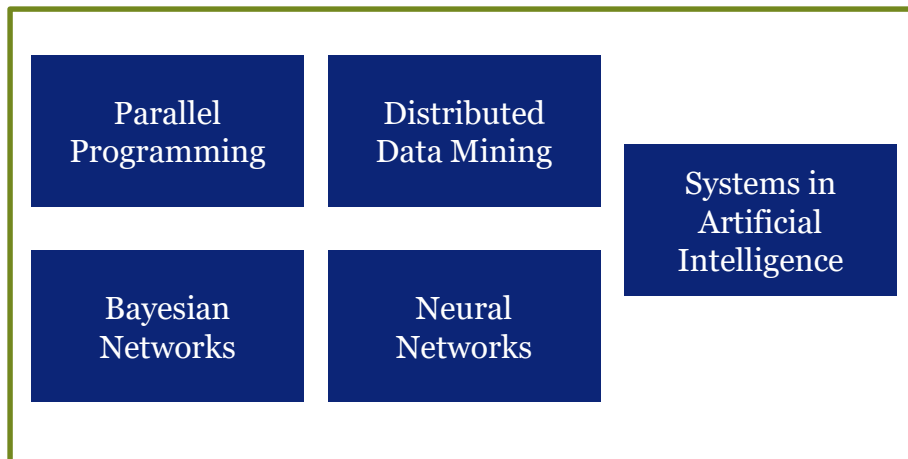 Parallel
Programming
Distributed
Data Mining
Systems in
Artificial
Intelligence
Bayesian
Networks
Neural
Networks